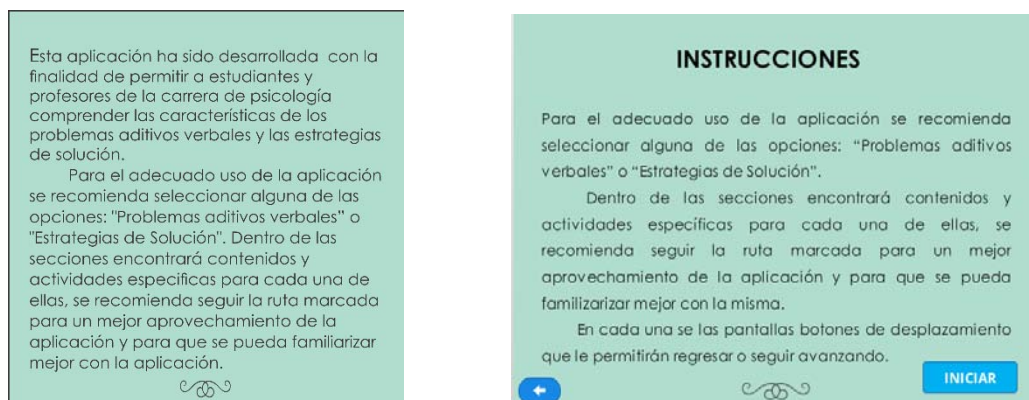 Esta aplicación ha sido desarrollada con la
finalidad de permitir a estudiantes y
profesores de la carrera de psicología
comprender las características de los
problemas aditivos verbales y las estrategias
de solución.
Para el adecuado uso de la aplicación
se recomienda seleccionar alguna de las
opciones: "Problemas aditivos verbales" o
"Estrategias de Solución". Dentro de las
secciones encontrará contenidos y
actividades especificas para cada una de
ellas, se recomienda seguir la ruta marcada
para un mejor aprovechamiento de la
aplicación y para que se pueda familiarizar
mejor con la aplicación.
INSTRUCCIONES
Para el adecuado uso de la aplicación se recomienda
seleccionar alguna de las opciones: "Problemas aditivos
verbales" o "Estrategias de Solución".
Dentro de las secciones encontrará contenidos y
actividades específicas para cada una de ellas, se
recomienda seguir la ruta marcada para un mejor
aprovechamiento de la aplicación y para que se pueda
familizarizar mejor con la misma.
En cada una se las pantallas botones de desplazamiento
que le permitirán regresar o seguir avanzando.
INICIAR